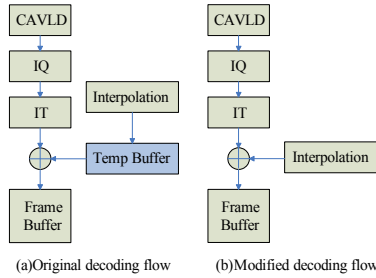 CAVLD
IQ
IT
Interpolation
Temp Buffer
Frame
Buffer
(a)Original decoding flow
CAVLD
IQ
IT
Interpolation
Frame
Buffer
(b)Modified decoding flow